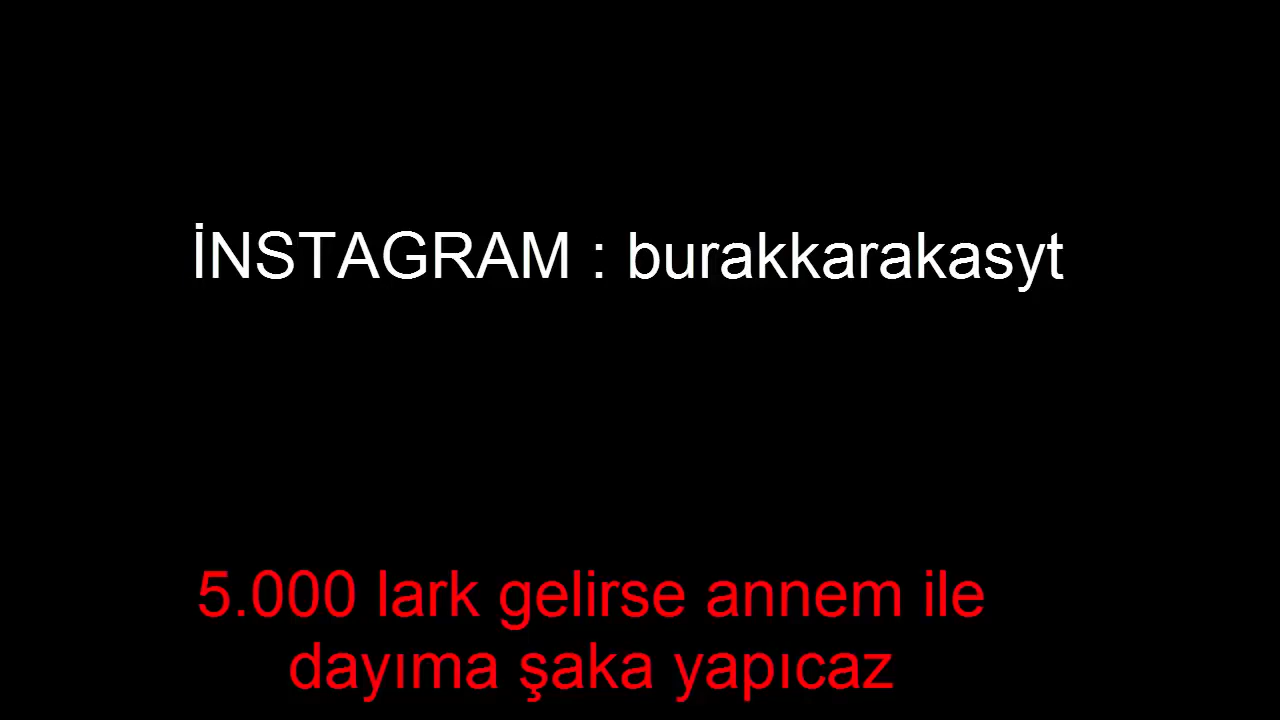 İNSTAGRAM : burakkarakasyt
5.000 lark gelirse annem ile
dayıma şaka yapıcaz